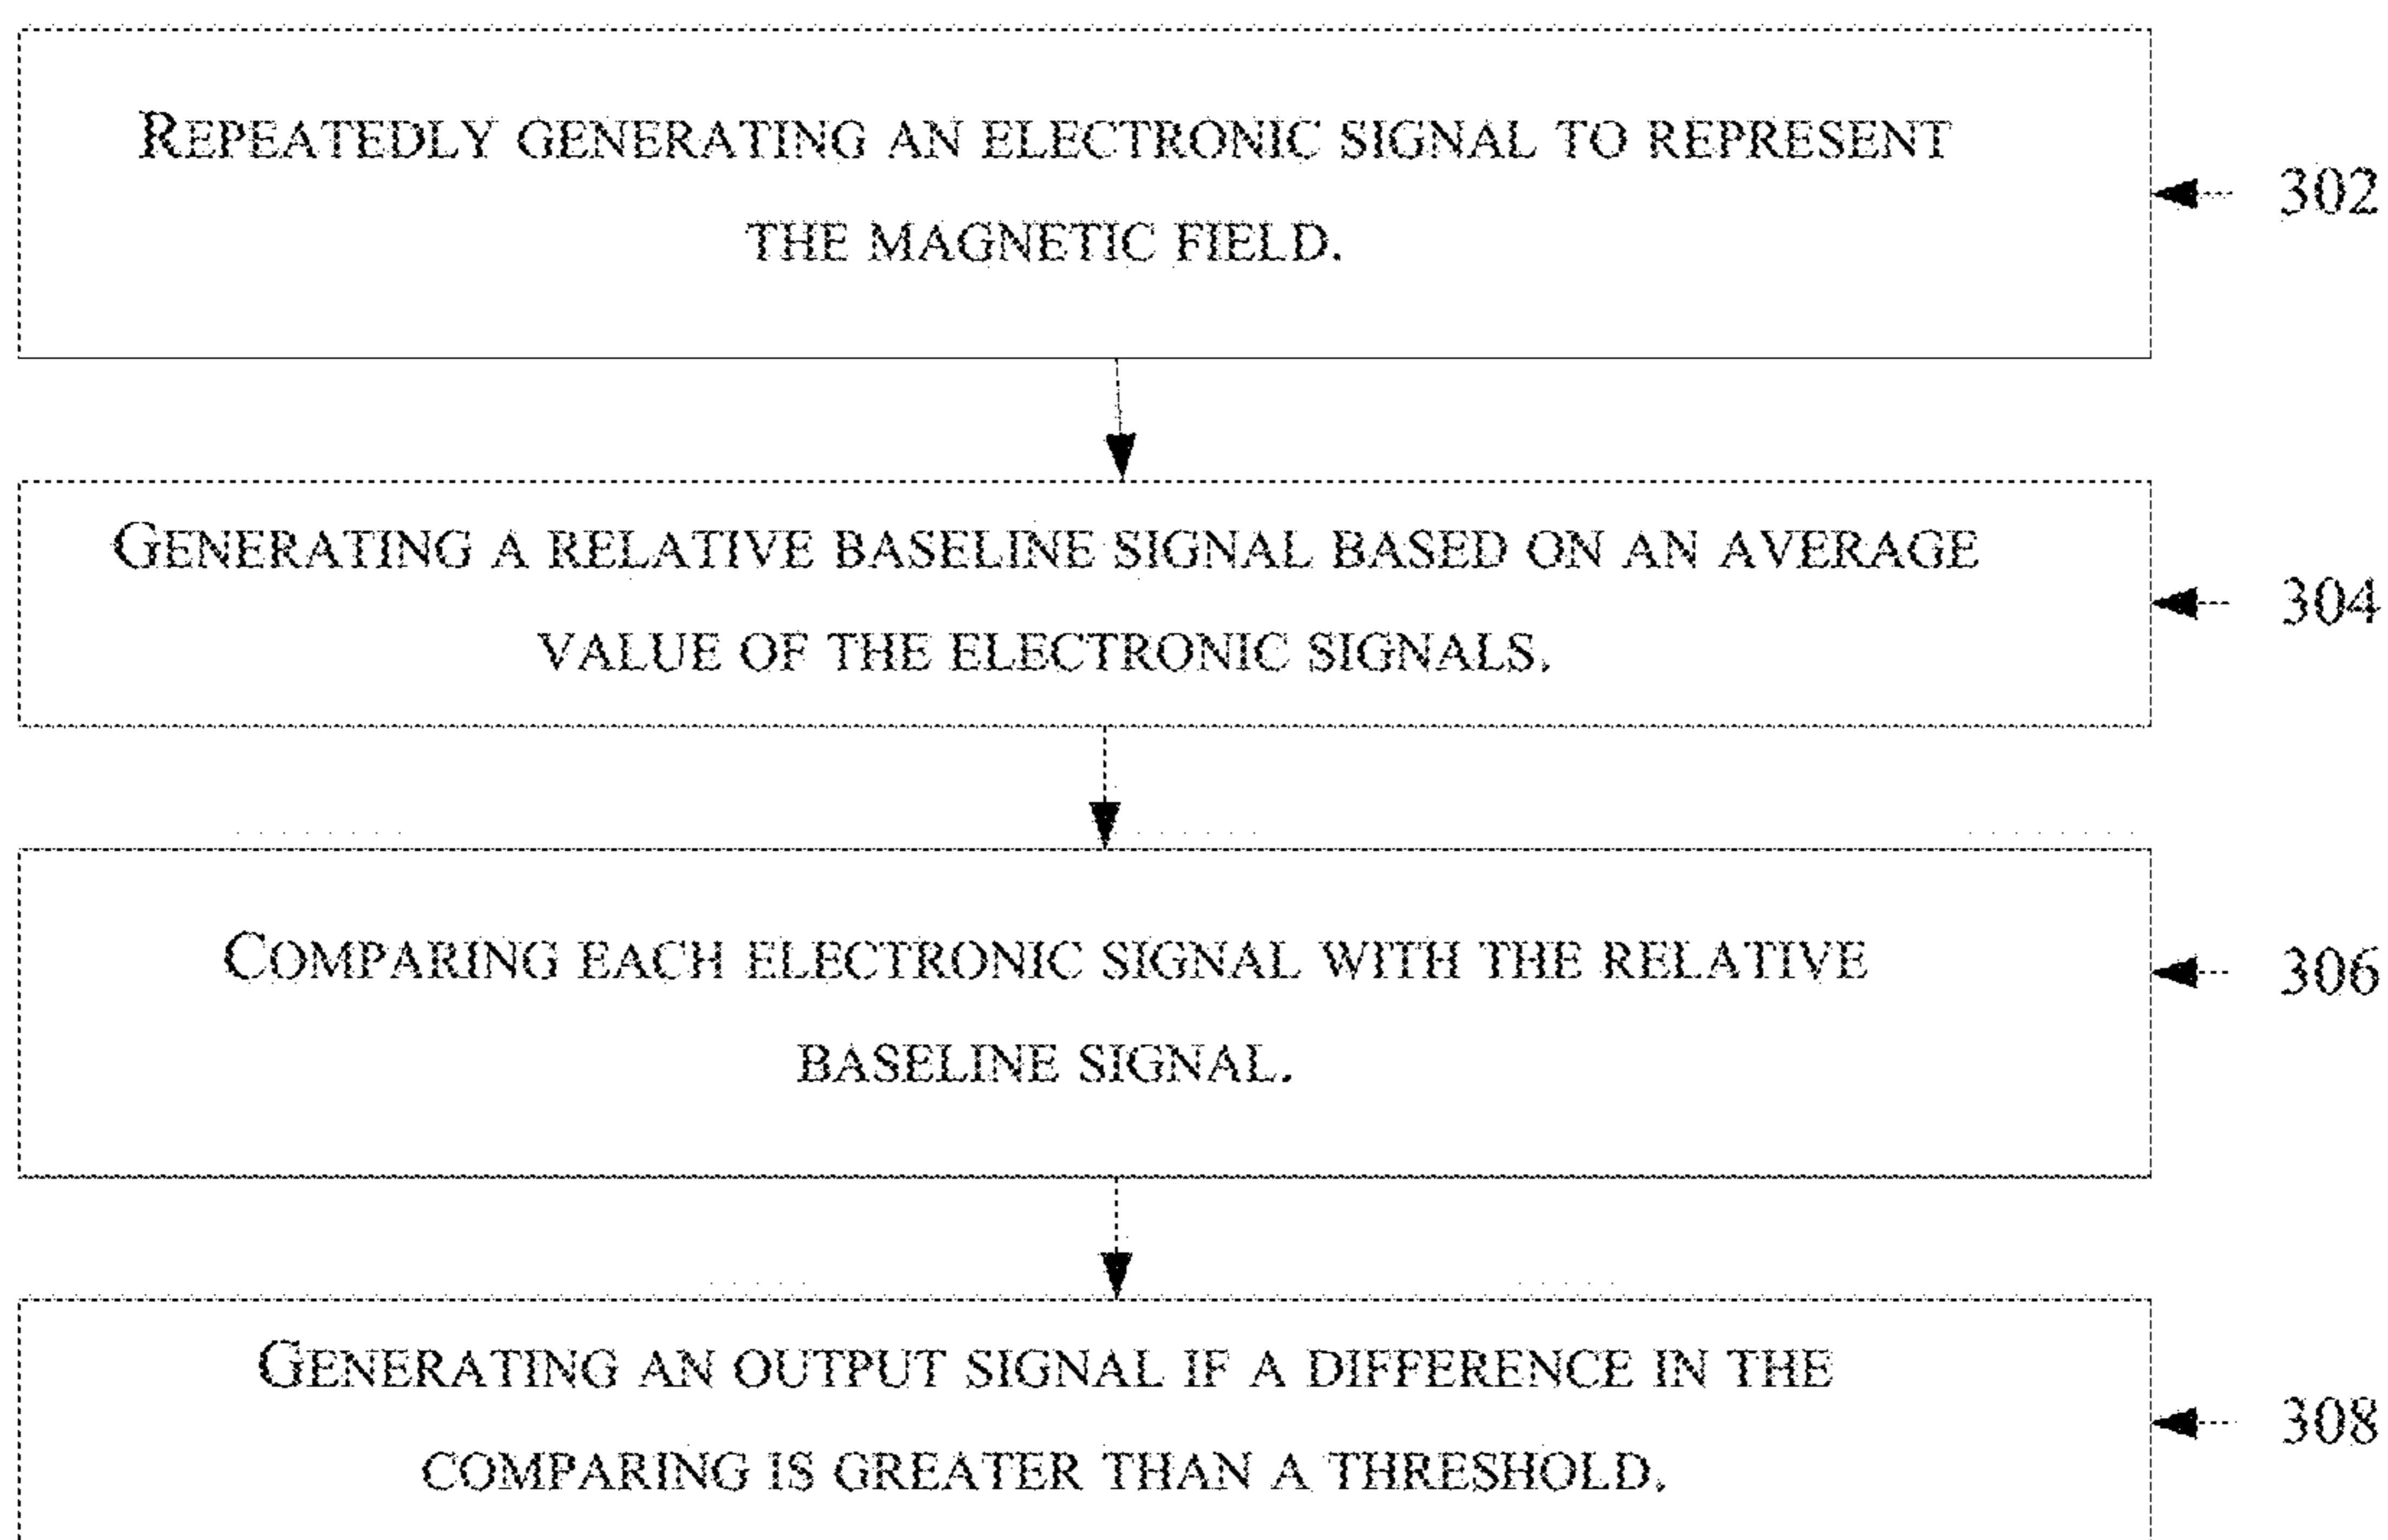 REPEATEDLY GENERATING AN ELECTRONIC SIGNAL TO REPRESENT
THE MAGNETIC FIELD.
302
GENERATING A RELATIVE BASELINE SIGNAL BASED ON AN AVERAGE
VALUE OF THE ELECTRONIC SIGNALS.
304
COMPARING EACH ELECTRONIC SIGNAL WITH THE RELATIVE
BASELINE SIGNAL.
306
GENERATING AN OUTPUT SIGNAL IF A DIFFERENCE IN THE
COMPARING IS GREATER THAN A THRESHOLD.
308